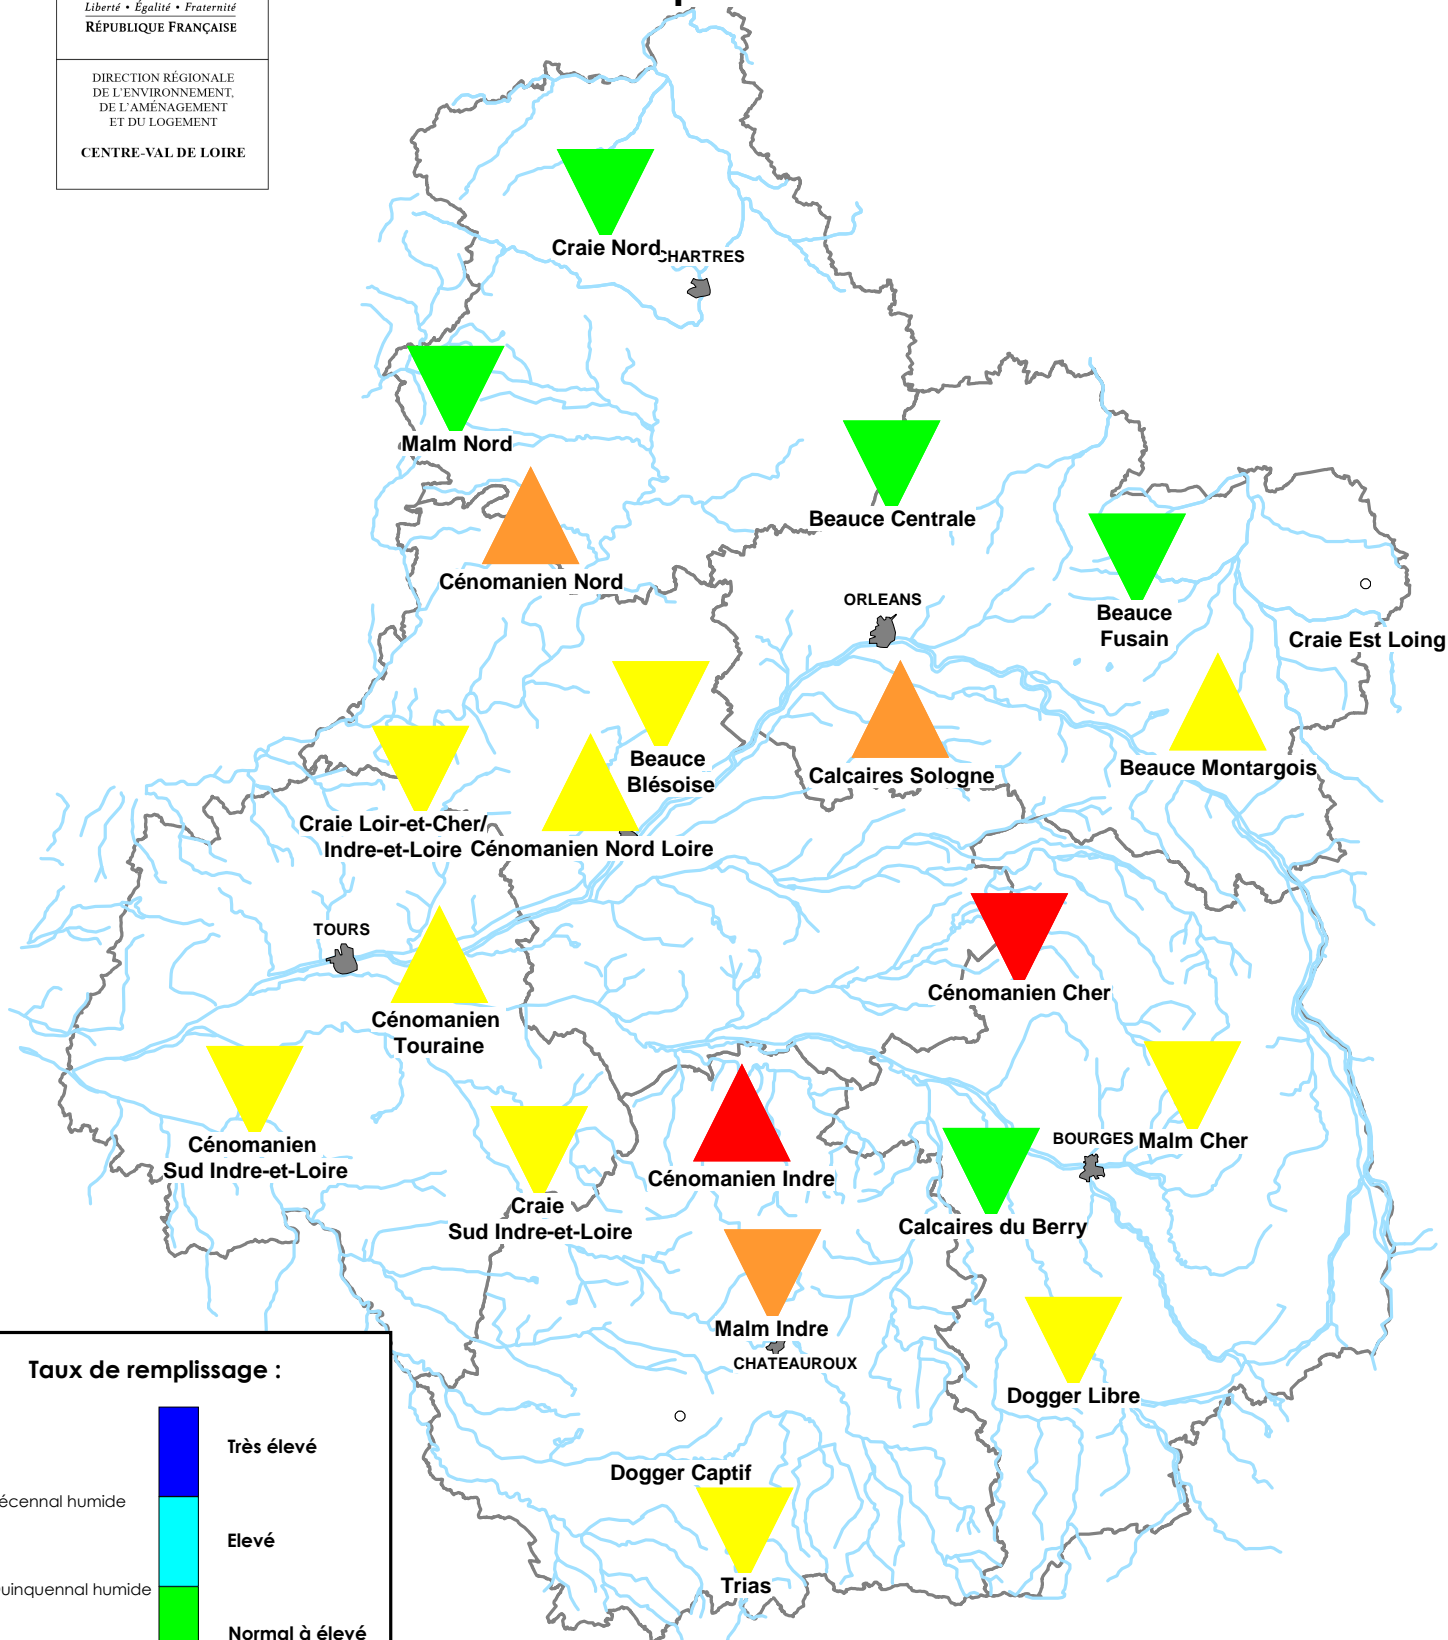 Liberté • Égalité • Fraternité
RÉPUBLIQUE FRANÇAISE
DIRECTION RÉGIONALE
DE L'ENVIRONNEMENT,
DE L'AMÉNAGEMENT
ET DU LOGEMENT
CENTRE-VAL DE LOIRE
Craie Nord
CHARTRES
Malm Nord
Beauce Centrale
Cénomanien Nord
ORLEANS
Beauce
Fusain
Craie Est Loing
Beauce
Blésoise
Calcaires Sologne
Beauce Montargois
Craie Loir-et-Cher/
Indre-et-Loire
Cénomanien Nord Loire
TOURS
Cénomanien Cher
Cénomanien
Touraine
Cénomanien
Sud Indre-et-Loire
BOURGES
Malm Cher
Cénomanien Indre
Craie
Sud Indre-et-Loire
Calcaires du Berry
Malm Indre
CHATEAUROUX
Dogger Libre
Dogger Captif
Trias
Taux de remplissage :
Très élevé
écennal humide
Elevé
uinquennal humide
Normal à élevé